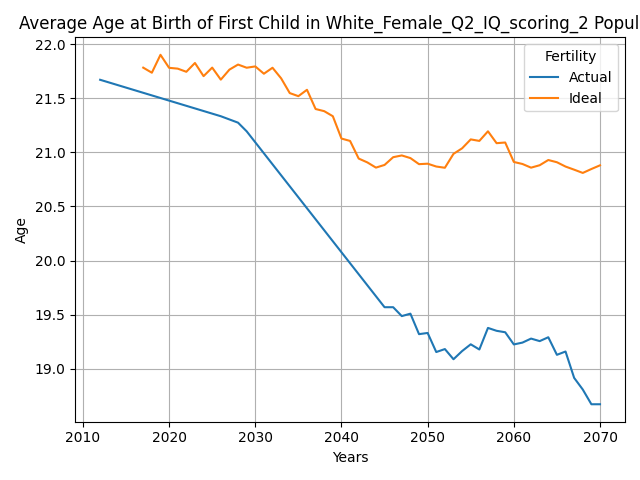 Average Age at Birth of First Child in White_Female_Q2_IQ_scoring_2 Popul
22.0
21.5
21.0
20.5
20.0
19.5
19.0
Age
Fertility
Actual
Ideal
2010 2020 2030 2040 2050 2060 2070
Years